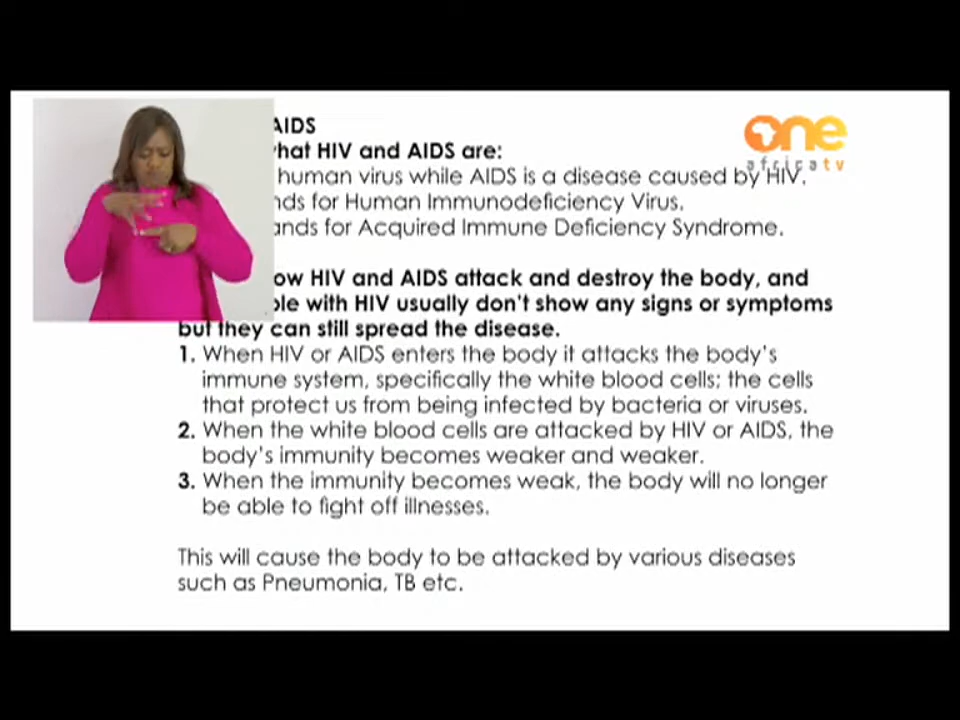 AIDS
what HIV and AIDS are:
human virus while AIDS is a disease caused by HIV.
for Human Immunodeficiency Virus.
for Acquired Immune Deficiency Syndrome.
HIV and AIDS attack and destroy the body, and
with HIV usually don't show any signs or symptoms
but they can still spread the disease.
1. When HIV or AIDS enters the body it attacks the body's
immune system, specifically the white blood cells; the cells
that protect us from being infected by bacteria or viruses.
2. When the white blood cells are attacked by HIV or AIDS, the
body's immunity becomes weaker and weaker.
3. When the immunity becomes weak, the body will no longer
be able to fight off illnesses.
This will cause the body to be attacked by various diseases
such as Pneumonia, TB etc.
one
africa tv